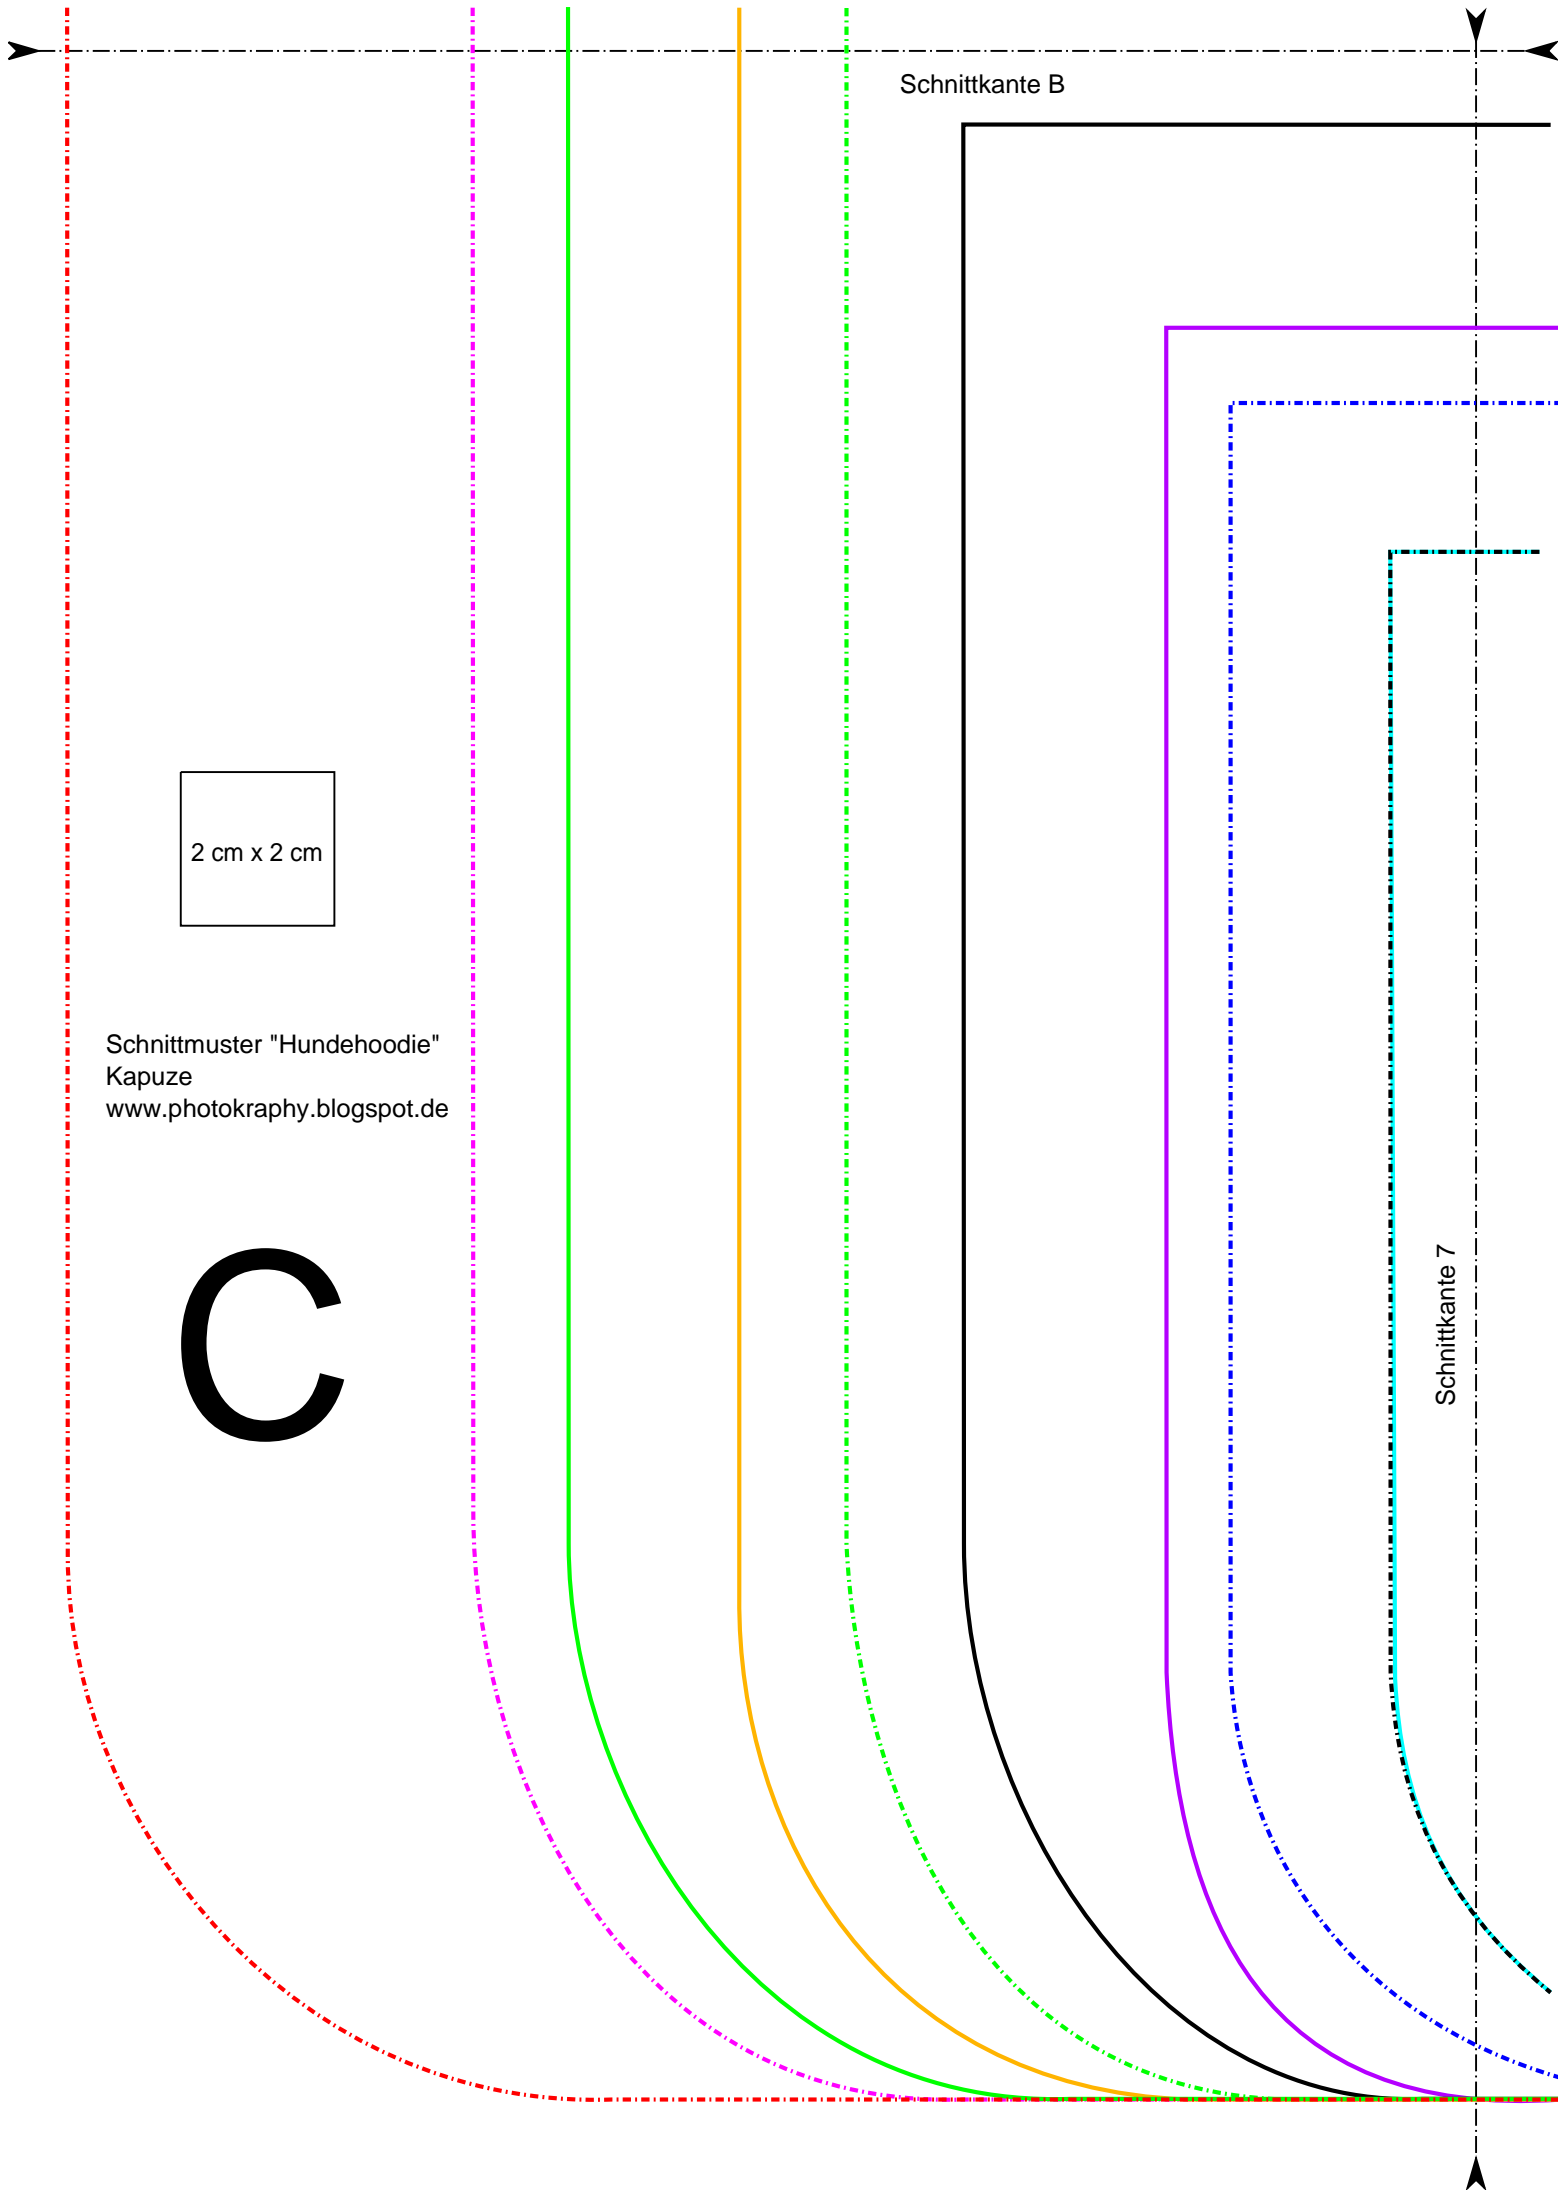 Schnittkante B
2 cm x 2 cm
Schnittmuster "Hundehoodie"
Kapuze
www.photokraphy.blogspot.de
C
Schnittkante 7